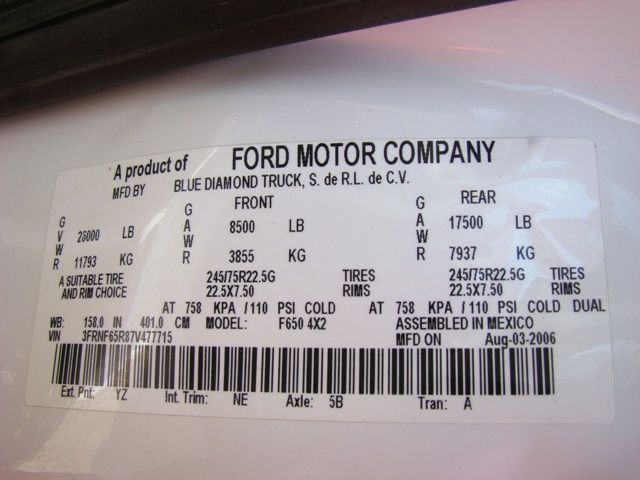 A product of FORD MOTOR COMPANY
MFD BY BLUE DIAMOND TRUCK, S. de R.L. de C.V.
FRONT REAR
GVWR 26000 LB GAWR 8500 LB GAWR 17500 LB
11793 KG 3855 KG 7937 KG
A SUITABLE TIRE 245/75R22.5G TIRES 245/75R22.5G TIRES
AND RIM CHOICE 22.5X7.50 RIMS 22.5X7.50 RIMS
AT 758 KPA /110 PSI COLD AT 758 KPA /110 PSI COLD DUAL
WB: 158.0 IN 401.0 CM MODEL: F650 4X2 ASSEMBLED IN MEXICO
VIN 3FRNF65R87V477715 MFD ON Aug-03-2006
Ext. Pnt: YZ Int. Trim: NE Axle: 5B Tran: A